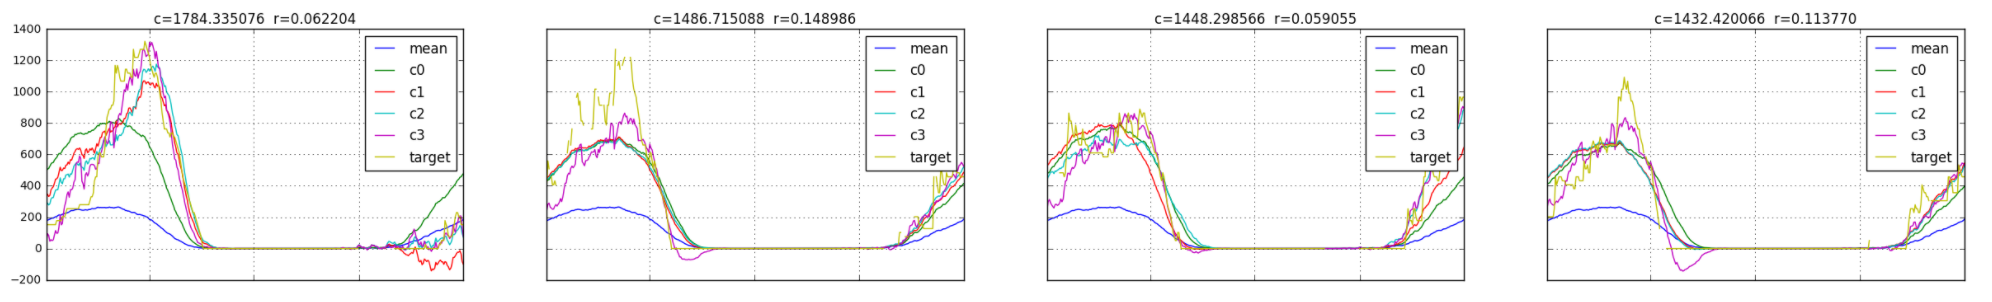 c=1784.335076 r=0.062204
1400
1200
1000
800
600
400
200
0
−200
mean
c0
c1
c2
c3
target
c=1486.715088 r=0.148986
mean
c0
c1
c2
c3
target
c=1448.298566 r=0.059055
mean
c0
c1
c2
c3
target
c=1432.420066 r=0.113770
mean
c0
c1
c2
c3
target